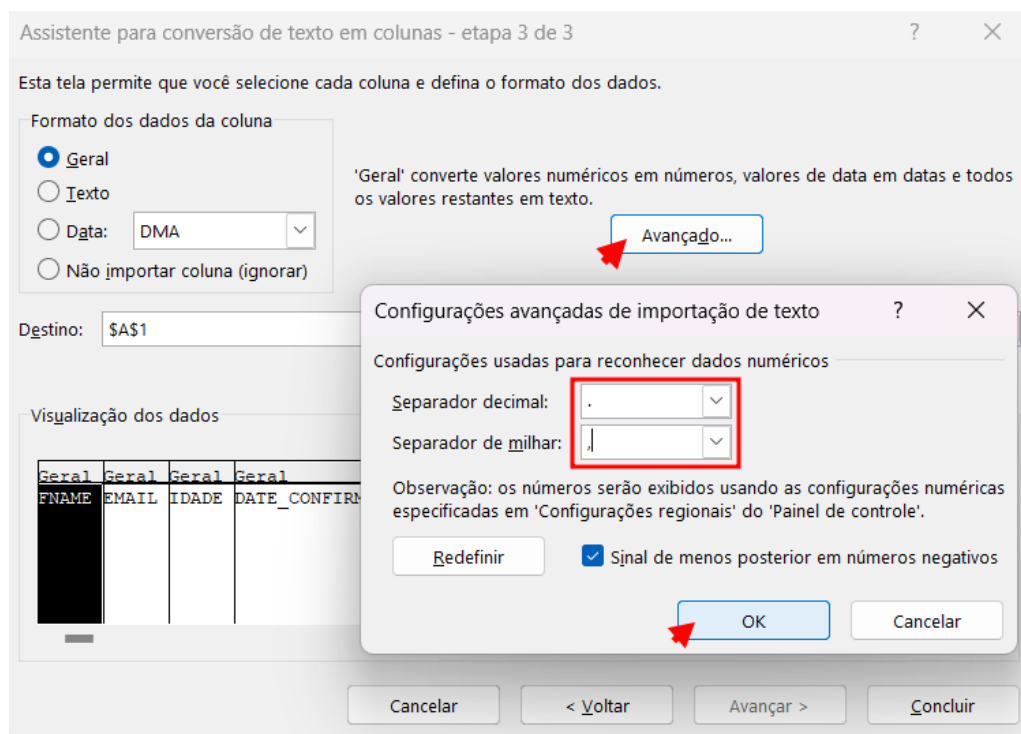 Assistente para conversão de texto em colunas - etapa 3 de 3
?
Esta tela permite que você selecione cada coluna e defina o formato dos dados.
Formato dos dados da coluna
Geral
Texto
Data: DMA
Não importar coluna (ignorar)
'Geral' converte valores numéricos em números, valores de data em datas e todos
os valores restantes em texto.
Avançado...
Destino: $A$1
Configurações avançadas de importação de texto
?
Configurações usadas para reconhecer dados numéricos
Separador decimal: .
Separador de milhar: ,
Observação: os números serão exibidos usando as configurações numéricas
especificadas em 'Configurações regionais' do 'Painel de controle'.
Redefinir
Sinal de menos posterior em números negativos
OK
Cancelar
Visualização dos dados
Geral Geral Geral Geral
FNAME EMAIL IDADE DATE_CONFIRM
Cancelar
< Voltar
Avançar >
Concluir